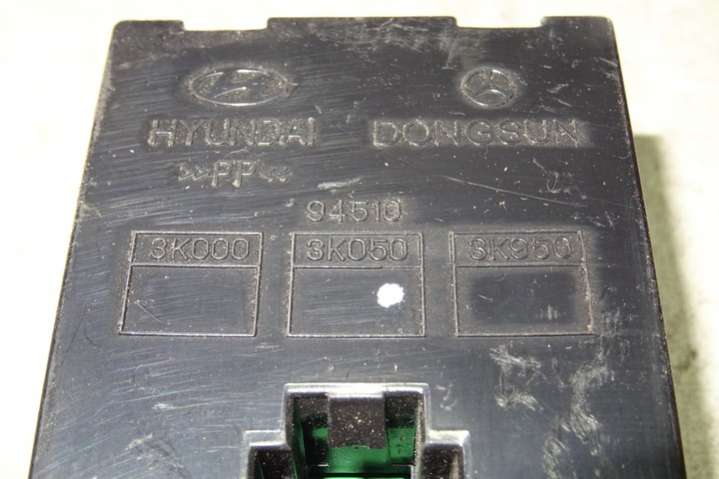 HYUNDAI DONGSUN
>>PP<<
94510
3K000 3K050 3K950